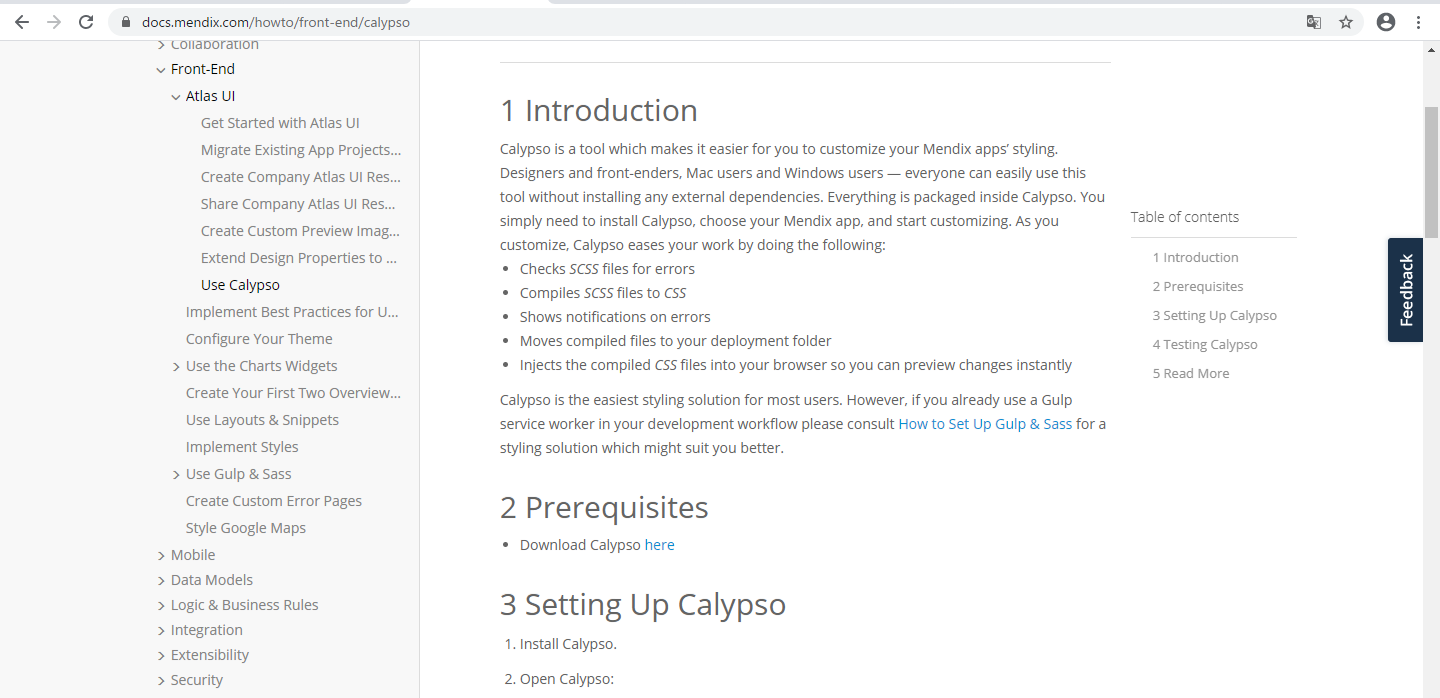 docs.mendix.com/howto/front-end/calypso
Collaboration
Front-End
Atlas UI
Get Started with Atlas UI
Migrate Existing App Projects...
Create Company Atlas UI Res...
Share Company Atlas UI Res...
Create Custom Preview Imag...
Extend Design Properties to ...
Use Calypso
Implement Best Practices for U...
Configure Your Theme
Use the Charts Widgets
Create Your First Two Overview...
Use Layouts & Snippets
Implement Styles
Use Gulp & Sass
Create Custom Error Pages
Style Google Maps
Mobile
Data Models
Logic & Business Rules
Integration
Extensibility
Security
1 Introduction
Calypso is a tool which makes it easier for you to customize your Mendix apps’ styling.
Designers and front-enders, Mac users and Windows users — everyone can easily use this
tool without installing any external dependencies. Everything is packaged inside Calypso. You
simply need to install Calypso, choose your Mendix app, and start customizing. As you
customize, Calypso eases your work by doing the following:
• Checks SCSS files for errors
• Compiles SCSS files to CSS
• Shows notifications on errors
• Moves compiled files to your deployment folder
• Injects the compiled CSS files into your browser so you can preview changes instantly
Calypso is the easiest styling solution for most users. However, if you already use a Gulp
service worker in your development workflow please consult How to Set Up Gulp & Sass for a
styling solution which might suit you better.
2 Prerequisites
• Download Calypso here
3 Setting Up Calypso
1. Install Calypso.
2. Open Calypso:
Table of contents
1 Introduction
2 Prerequisites
3 Setting Up Calypso
4 Testing Calypso
5 Read More
Feedback